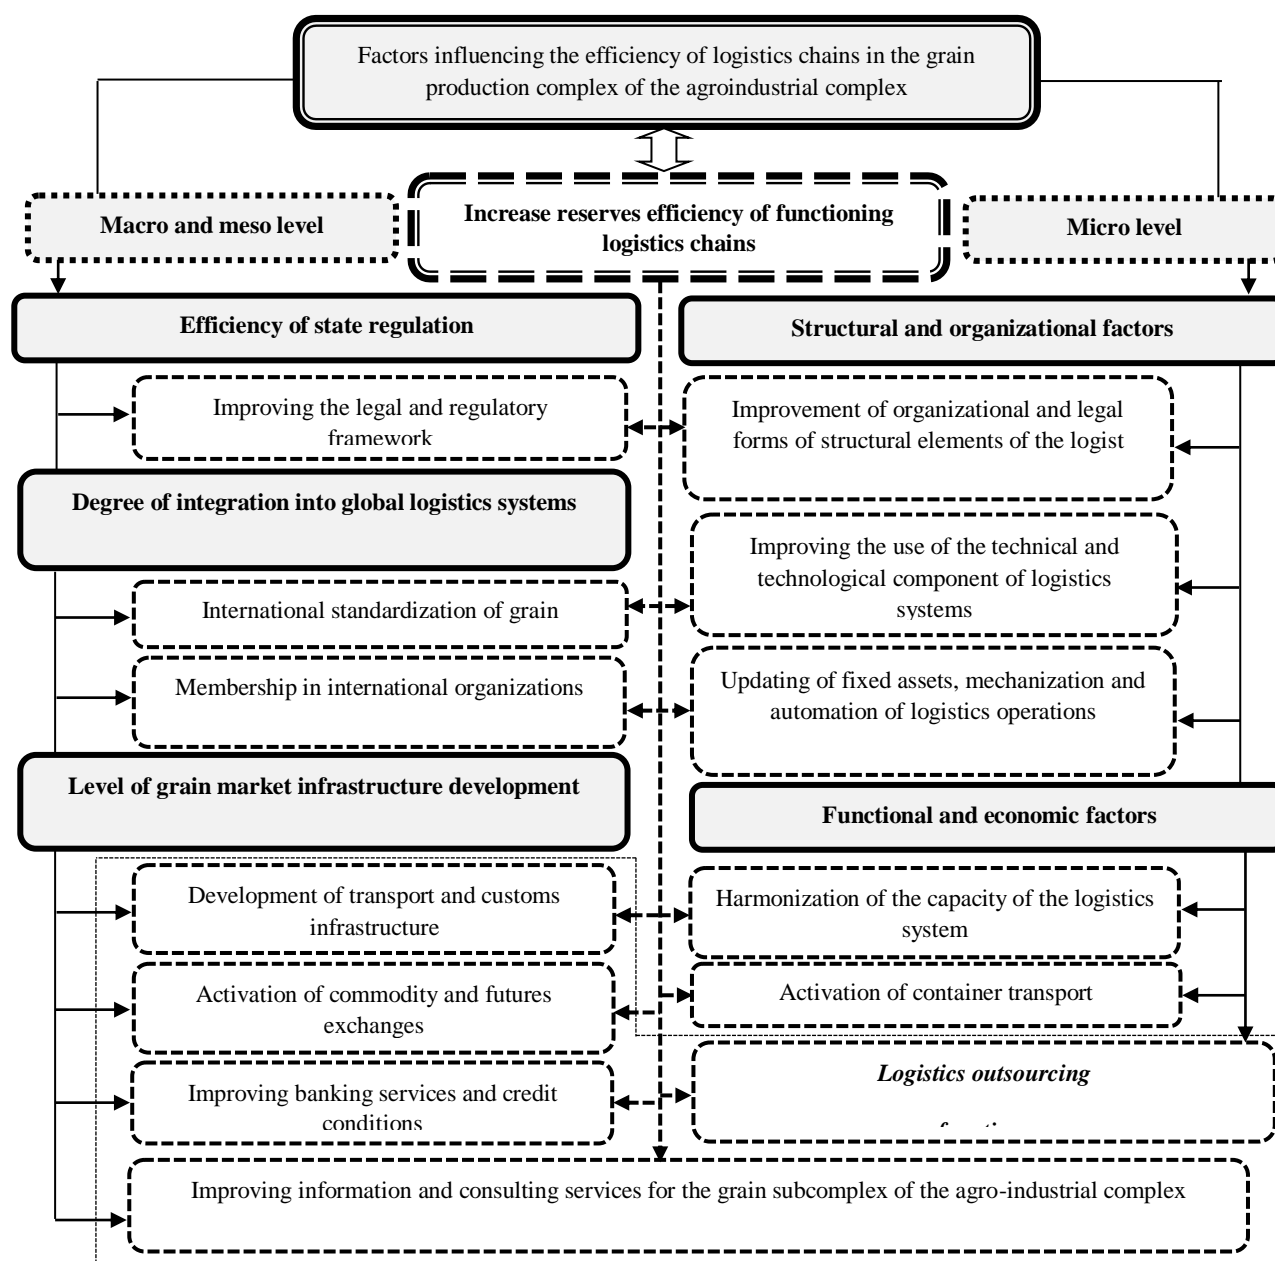 Factors influencing the efficiency of logistics chains in the grain
production complex of the agroindustrial complex
Increase reserves efficiency of functioning
logistics chains
Macro and meso level
Micro level
Efficiency of state regulation
Improving the legal and regulatory
framework
Degree of integration into global logistics systems
International standardization of grain
Membership in international organizations
Level of grain market infrastructure development
Development of transport and customs
infrastructure
Activation of commodity and futures
exchanges
Improving banking services and credit
conditions
Structural and organizational factors
Improvement of organizational and legal
forms of structural elements of the logist
Improving the use of the technical and
technological component of logistics
systems
Updating of fixed assets, mechanization and
automation of logistics operations
Functional and economic factors
Harmonization of the capacity of the logistics
system
Activation of container transport
Logistics outsourcing
Improving information and consulting services for the grain subcomplex of the agro-industrial complex